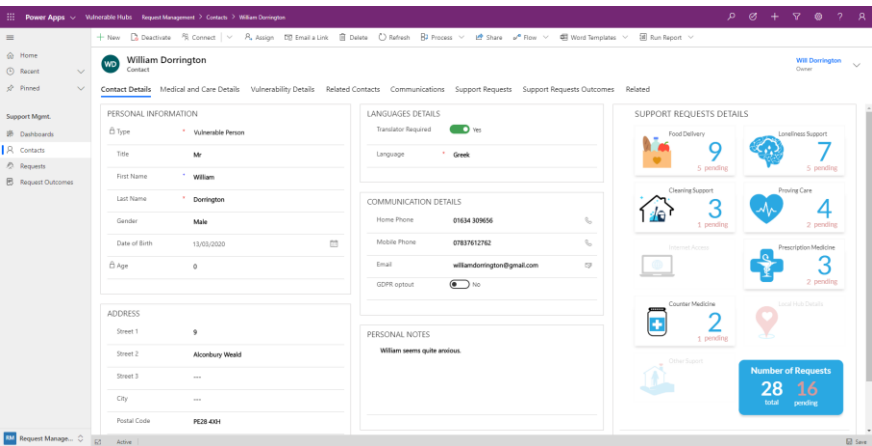 Power Apps
Vulnerable Hubs Request Management > Contacts > William Dorrington
New Deactivate Connect Assign Email a Link Delete Refresh Process Share Flow Word Templates Run Report
Home
Recent
Pinned
Support Mgmt.
Dashboards
Contacts
Requests
Request Outcomes
RM Request Manage...
WD William Dorrington
Contact
Will Dorrington
Owner
Contact Details Medical and Care Details Vulnerability Details Related Contacts Communications Support Requests Support Requests Outcomes Related
PERSONAL INFORMATION
Type * Vulnerable Person
Title Mr
First Name * William
Last Name * Dorrington
Gender Male
Date of Birth 13/03/2020
Age 0
ADDRESS
Street 1 9
Street 2 Alconbury Weald
Street 3 ---
City ---
Postal Code PE28 4XH
LANGUAGES DETAILS
Translator Required Yes
Language * Greek
COMMUNICATION DETAILS
Home Phone 01634 309656
Mobile Phone 07837612762
Email williamdorrington@gmail.com
GDPR optout No
PERSONAL NOTES
William seems quite anxious.
SUPPORT REQUESTS DETAILS
Food Delivery
9
5 pending
Loneliness Support
7
5 pending
Cleaning Support
3
1 pending
Proving Care
4
2 pending
Internet Access
Prescription Medicine
3
2 pending
Counter Medicine
2
1 pending
Number of Requests
28 16
total pending
Active
Save